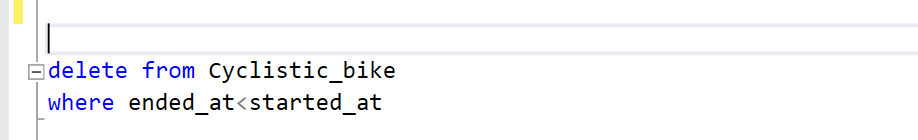 delete from Cyclistic_bike
where ended_at<started_at